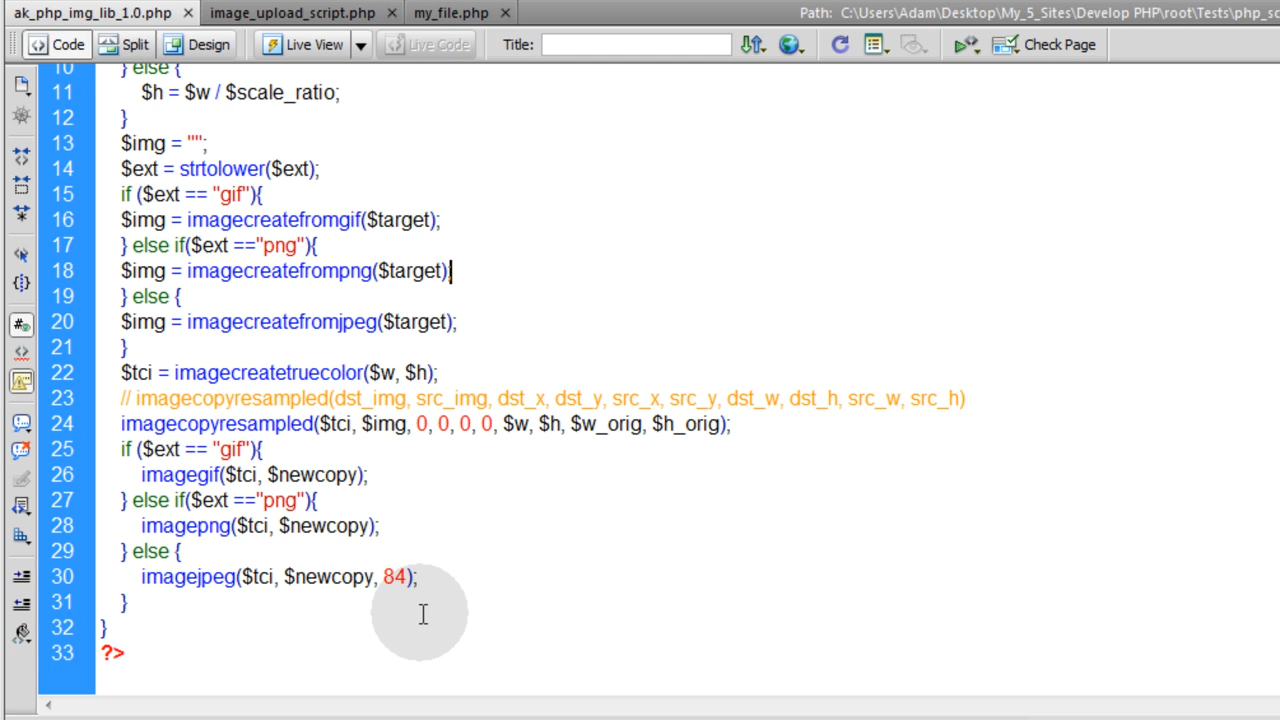 ak_php_img_lib_1.0.php × image_upload_script.php × my_file.php × Path: C:\Users\Adam\Desktop\My_5_Sites\Develop PHP\root\Tests\php_sc
Code Split Design Live View Live Code Title: Check Page
10 } else {
11 $h = $w / $scale_ratio;
12 }
13 $img = "";
14 $ext = strtolower($ext);
15 if ($ext == "gif"){
16 $img = imagecreatefromgif($target);
17 } else if($ext =="png"){
18 $img = imagecreatefrompng($target);
19 } else {
20 $img = imagecreatefromjpeg($target);
21 }
22 $tci = imagecreatetruecolor($w, $h);
23 // imagecopyresampled(dst_img, src_img, dst_x, dst_y, src_x, src_y, dst_w, dst_h, src_w, src_h)
24 imagecopyresampled($tci, $img, 0, 0, 0, 0, $w, $h, $w_orig, $h_orig);
25 if ($ext == "gif"){
26 imagegif($tci, $newcopy);
27 } else if($ext =="png"){
28 imagepng($tci, $newcopy);
29 } else {
30 imagejpeg($tci, $newcopy, 84);
31 }
32 }
33 ?>